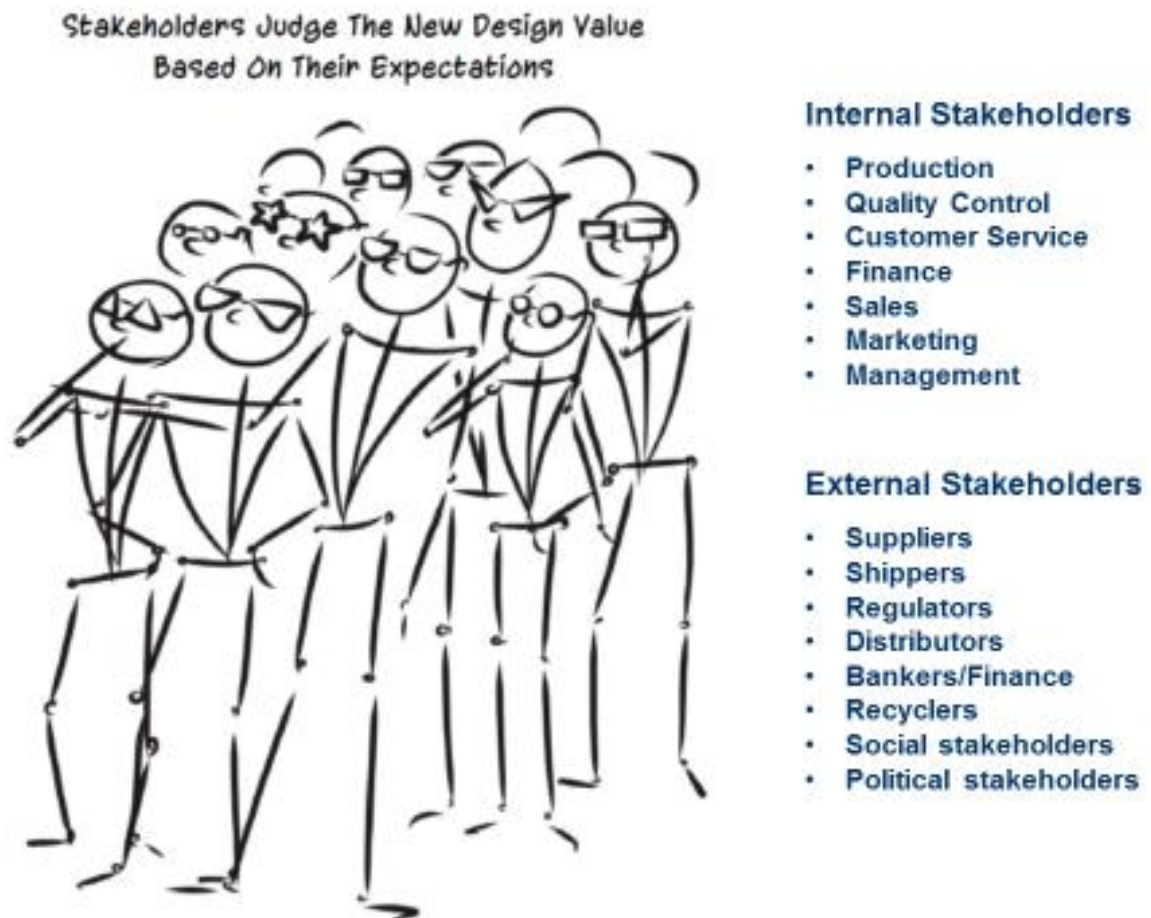 Stakeholders Judge The New Design Value
Based On Their Expectations
Internal Stakeholders
• Production
• Quality Control
• Customer Service
• Finance
• Sales
• Marketing
• Management
External Stakeholders
• Suppliers
• Shippers
• Regulators
• Distributors
• Bankers/Finance
• Recyclers
• Social stakeholders
• Political stakeholders